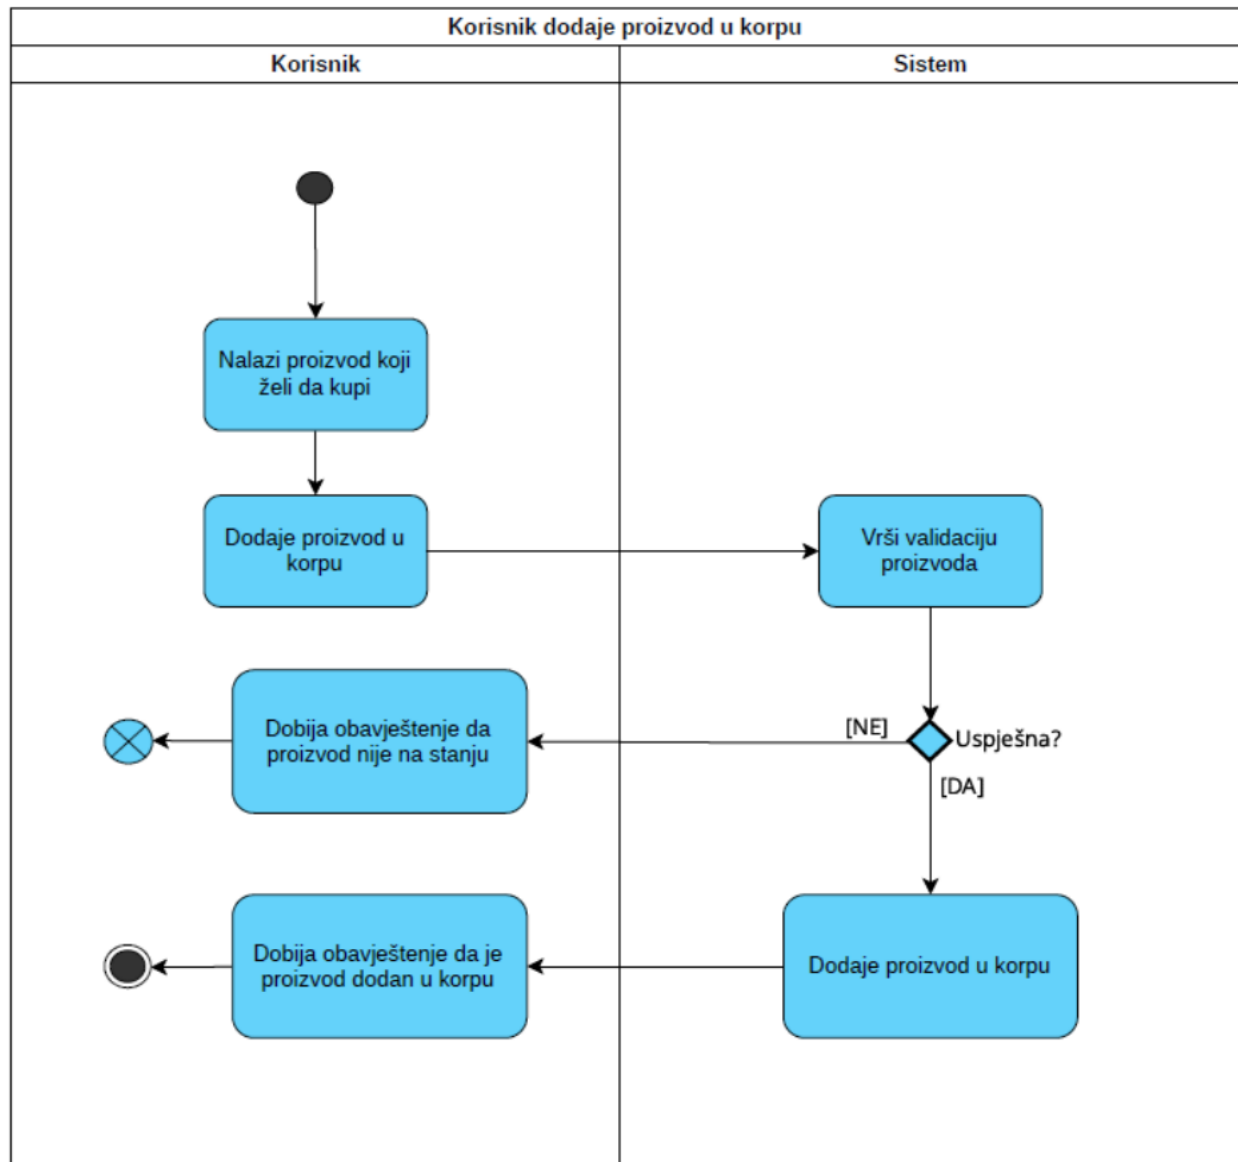 Korisnik dodaje proizvod u korpu
Korisnik
Sistem
Nalazi proizvod koji
želi da kupi
Dodaje proizvod u
korpu
Vrši validaciju
proizvoda
Dobija obavještenje da
proizvod nije na stanju
[NE]
Uspješna?
[DA]
Dobija obavještenje da je
proizvod dodan u korpu
Dodaje proizvod u korpu